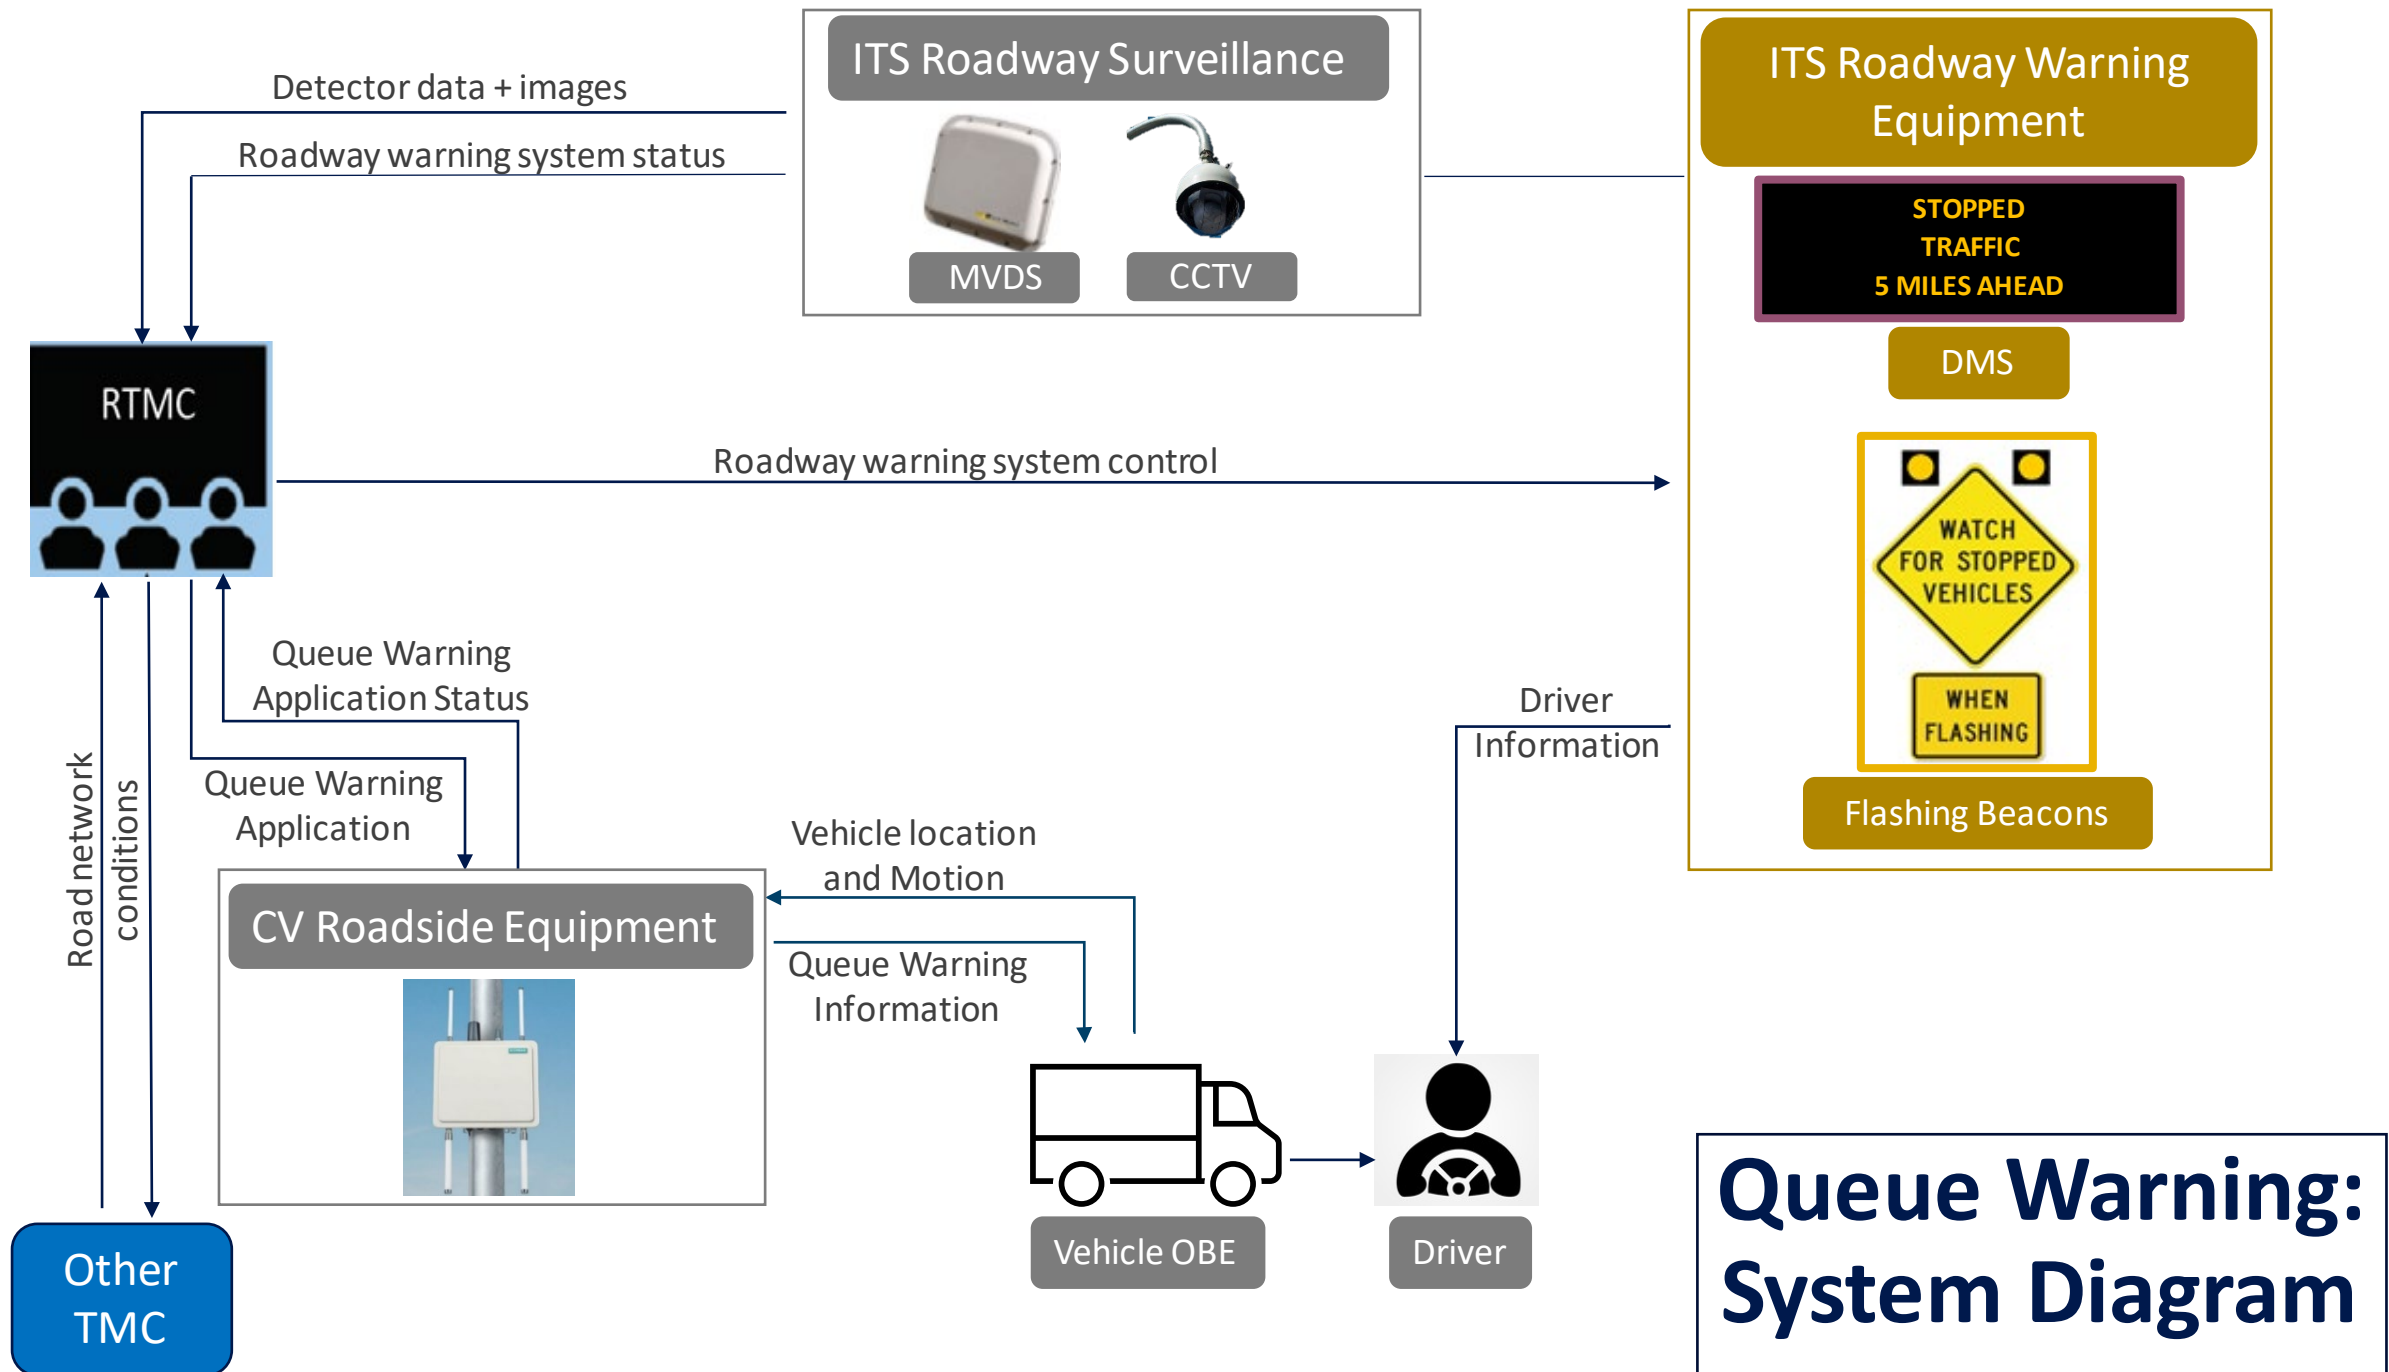 ITS Roadway Surveillance
ITS Roadway Warning
Equipment
Detector data + images
Roadway warning system status
MVDS
CCTV
STOPPED
TRAFFIC
5 MILES AHEAD
DMS
RTMC
Roadway warning system control
WATCH
FOR STOPPED
VEHICLES
WHEN
FLASHING
Flashing Beacons
Queue Warning
Application Status
Driver
Information
Road network
conditions
Queue Warning
Application
Vehicle location
and Motion
CV Roadside Equipment
Queue Warning
Information
Vehicle OBE
Driver
Other
TMC
Queue Warning:
System Diagram